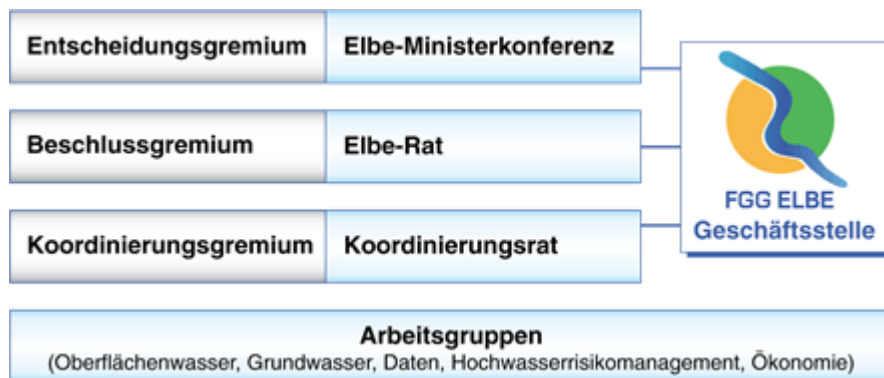 Entscheidungsgremium Elbe-Ministerkonferenz
Beschlussgremium Elbe-Rat
Koordinierungsgremium Koordinierungsrat
FGG ELBE
Geschäftsstelle
Arbeitsgruppen
(Oberflächenwasser, Grundwasser, Daten, Hochwasserrisikomanagement, Ökonomie)